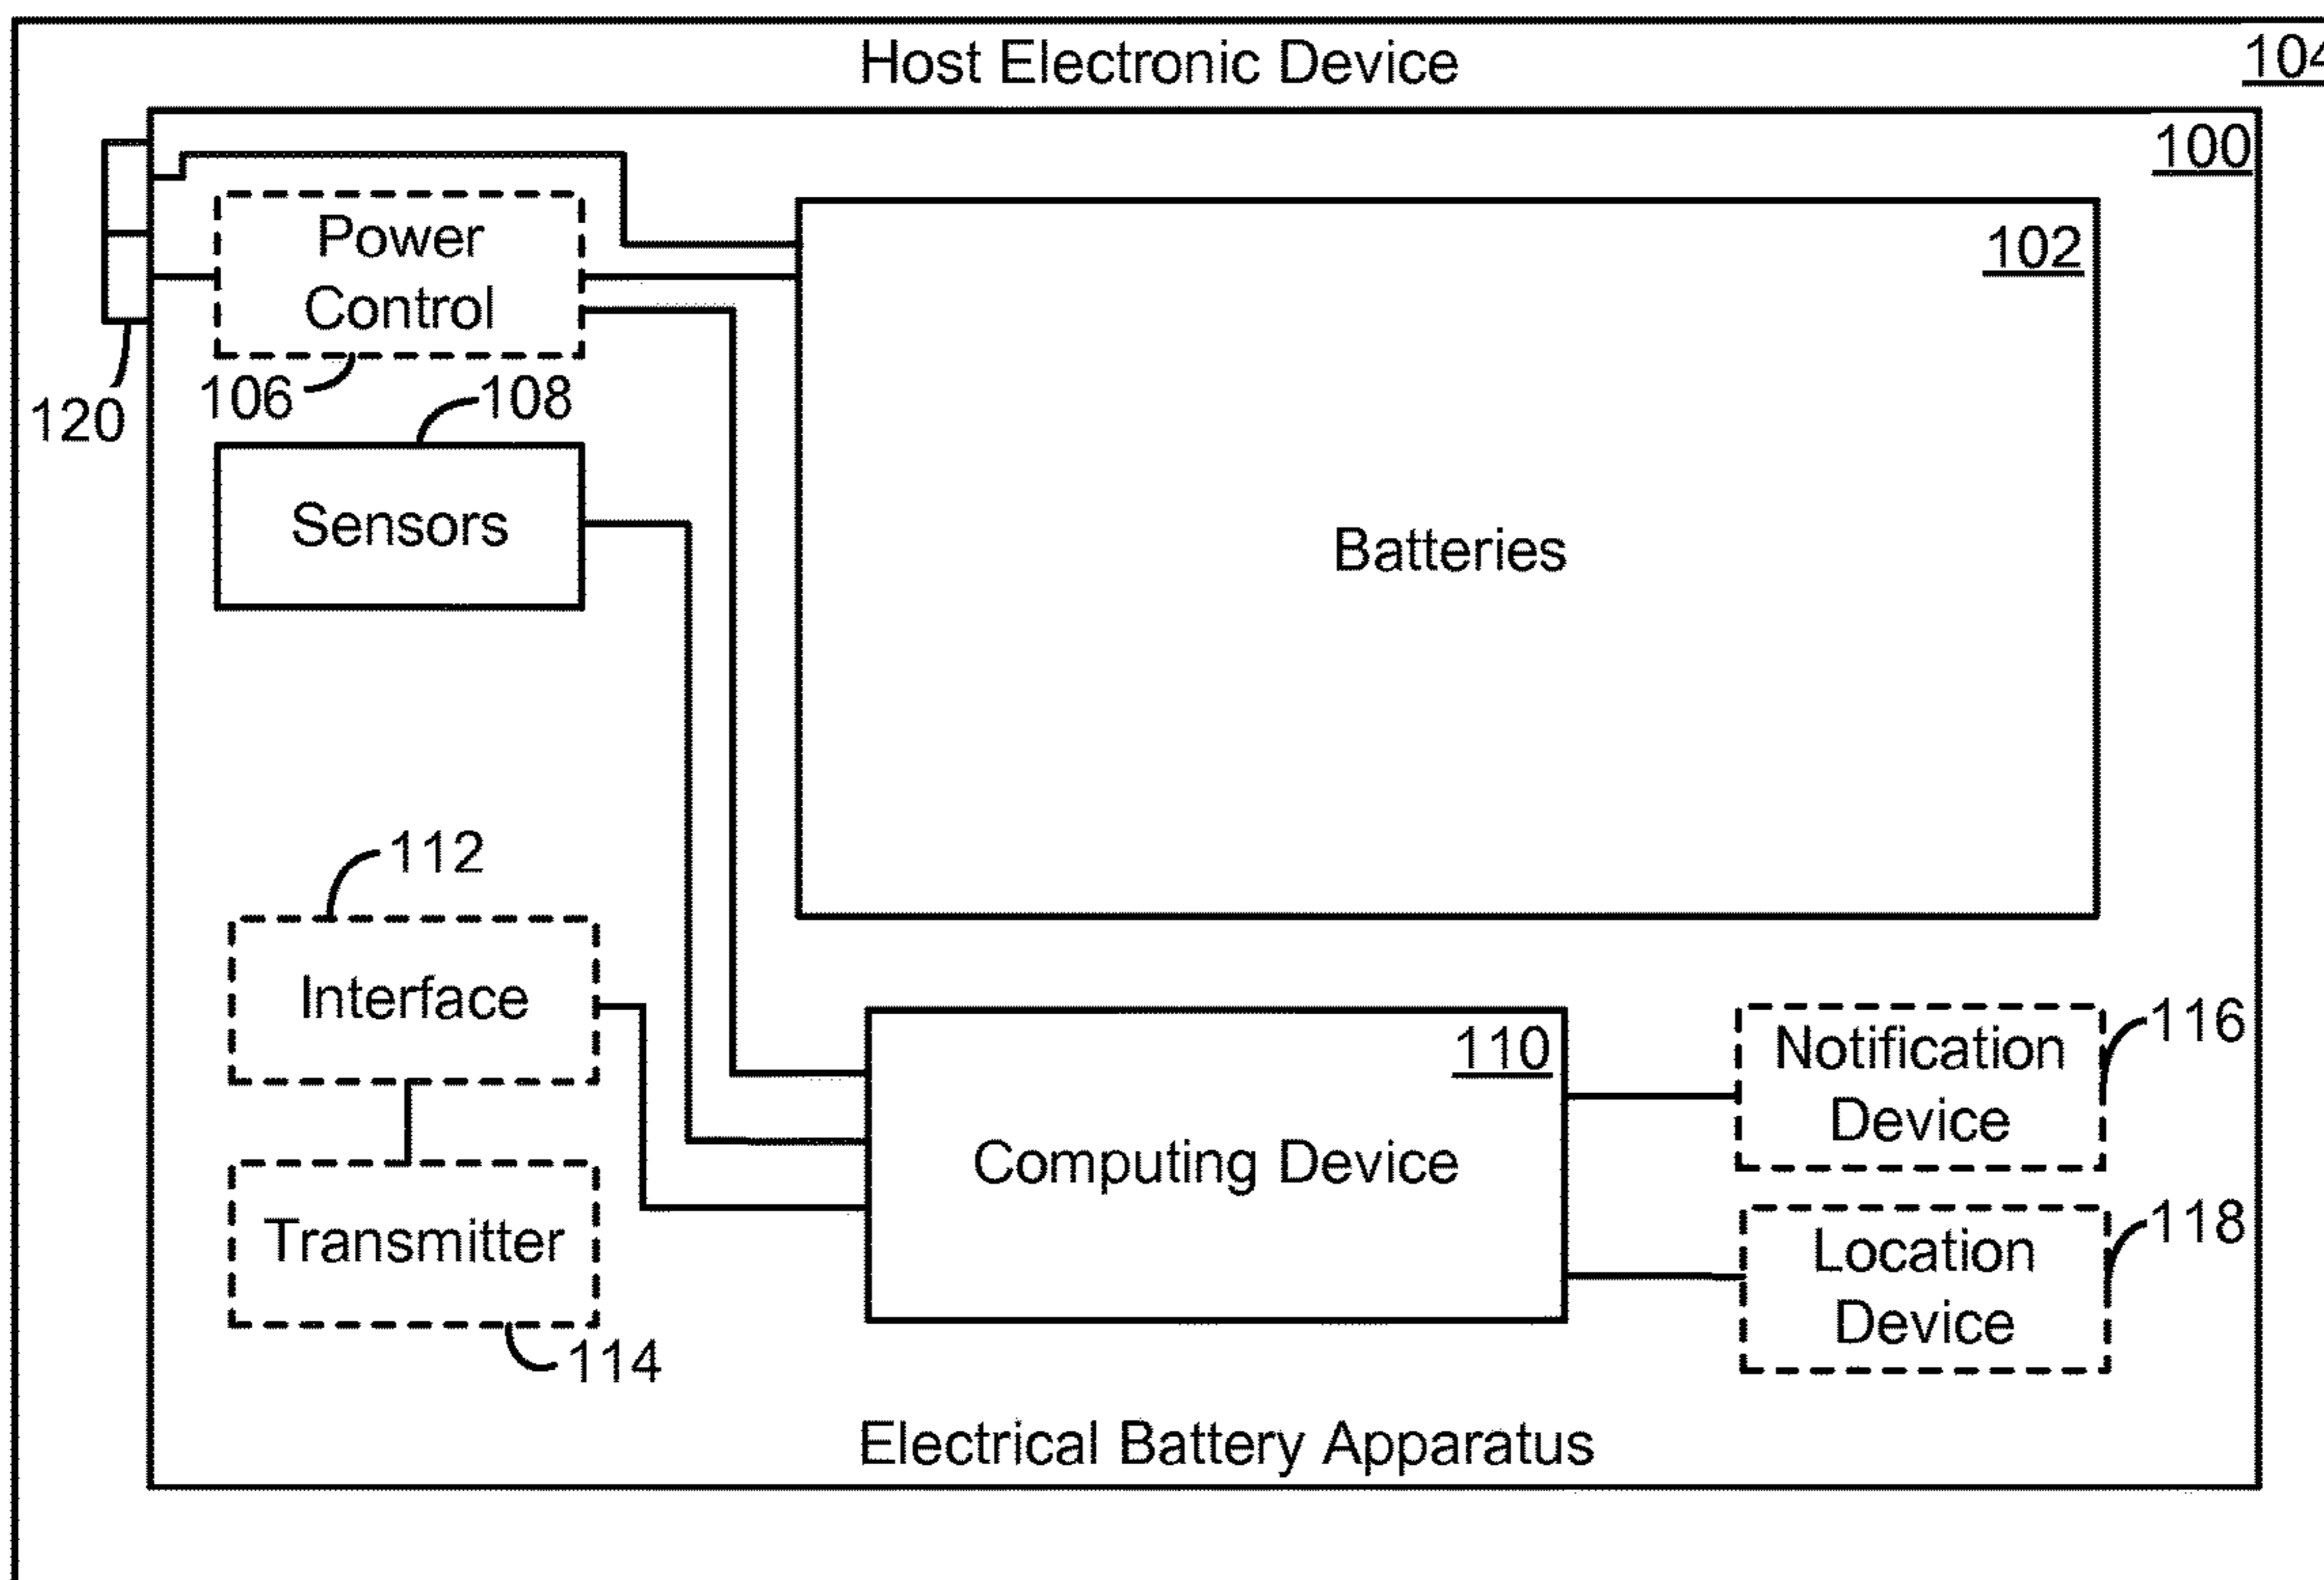 Host Electronic Device
104
100
Power
Control
102
106
108
120
Sensors
Batteries
112
Interface
110
Notification
Device
116
Computing Device
Transmitter
114
Location
Device
118
Electrical Battery Apparatus